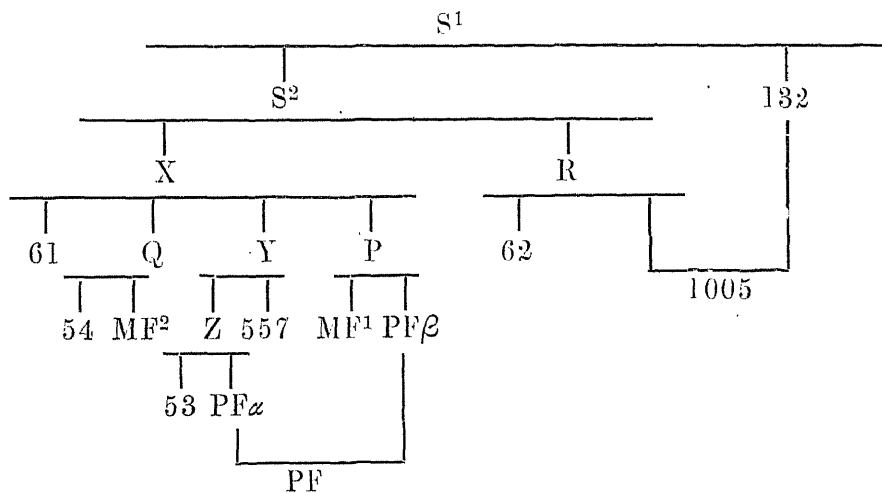 S¹
S² 132
X R
61 Q Y P 62
1005
54 MF² Z 557 MF¹ PFβ
53 PFα
PF